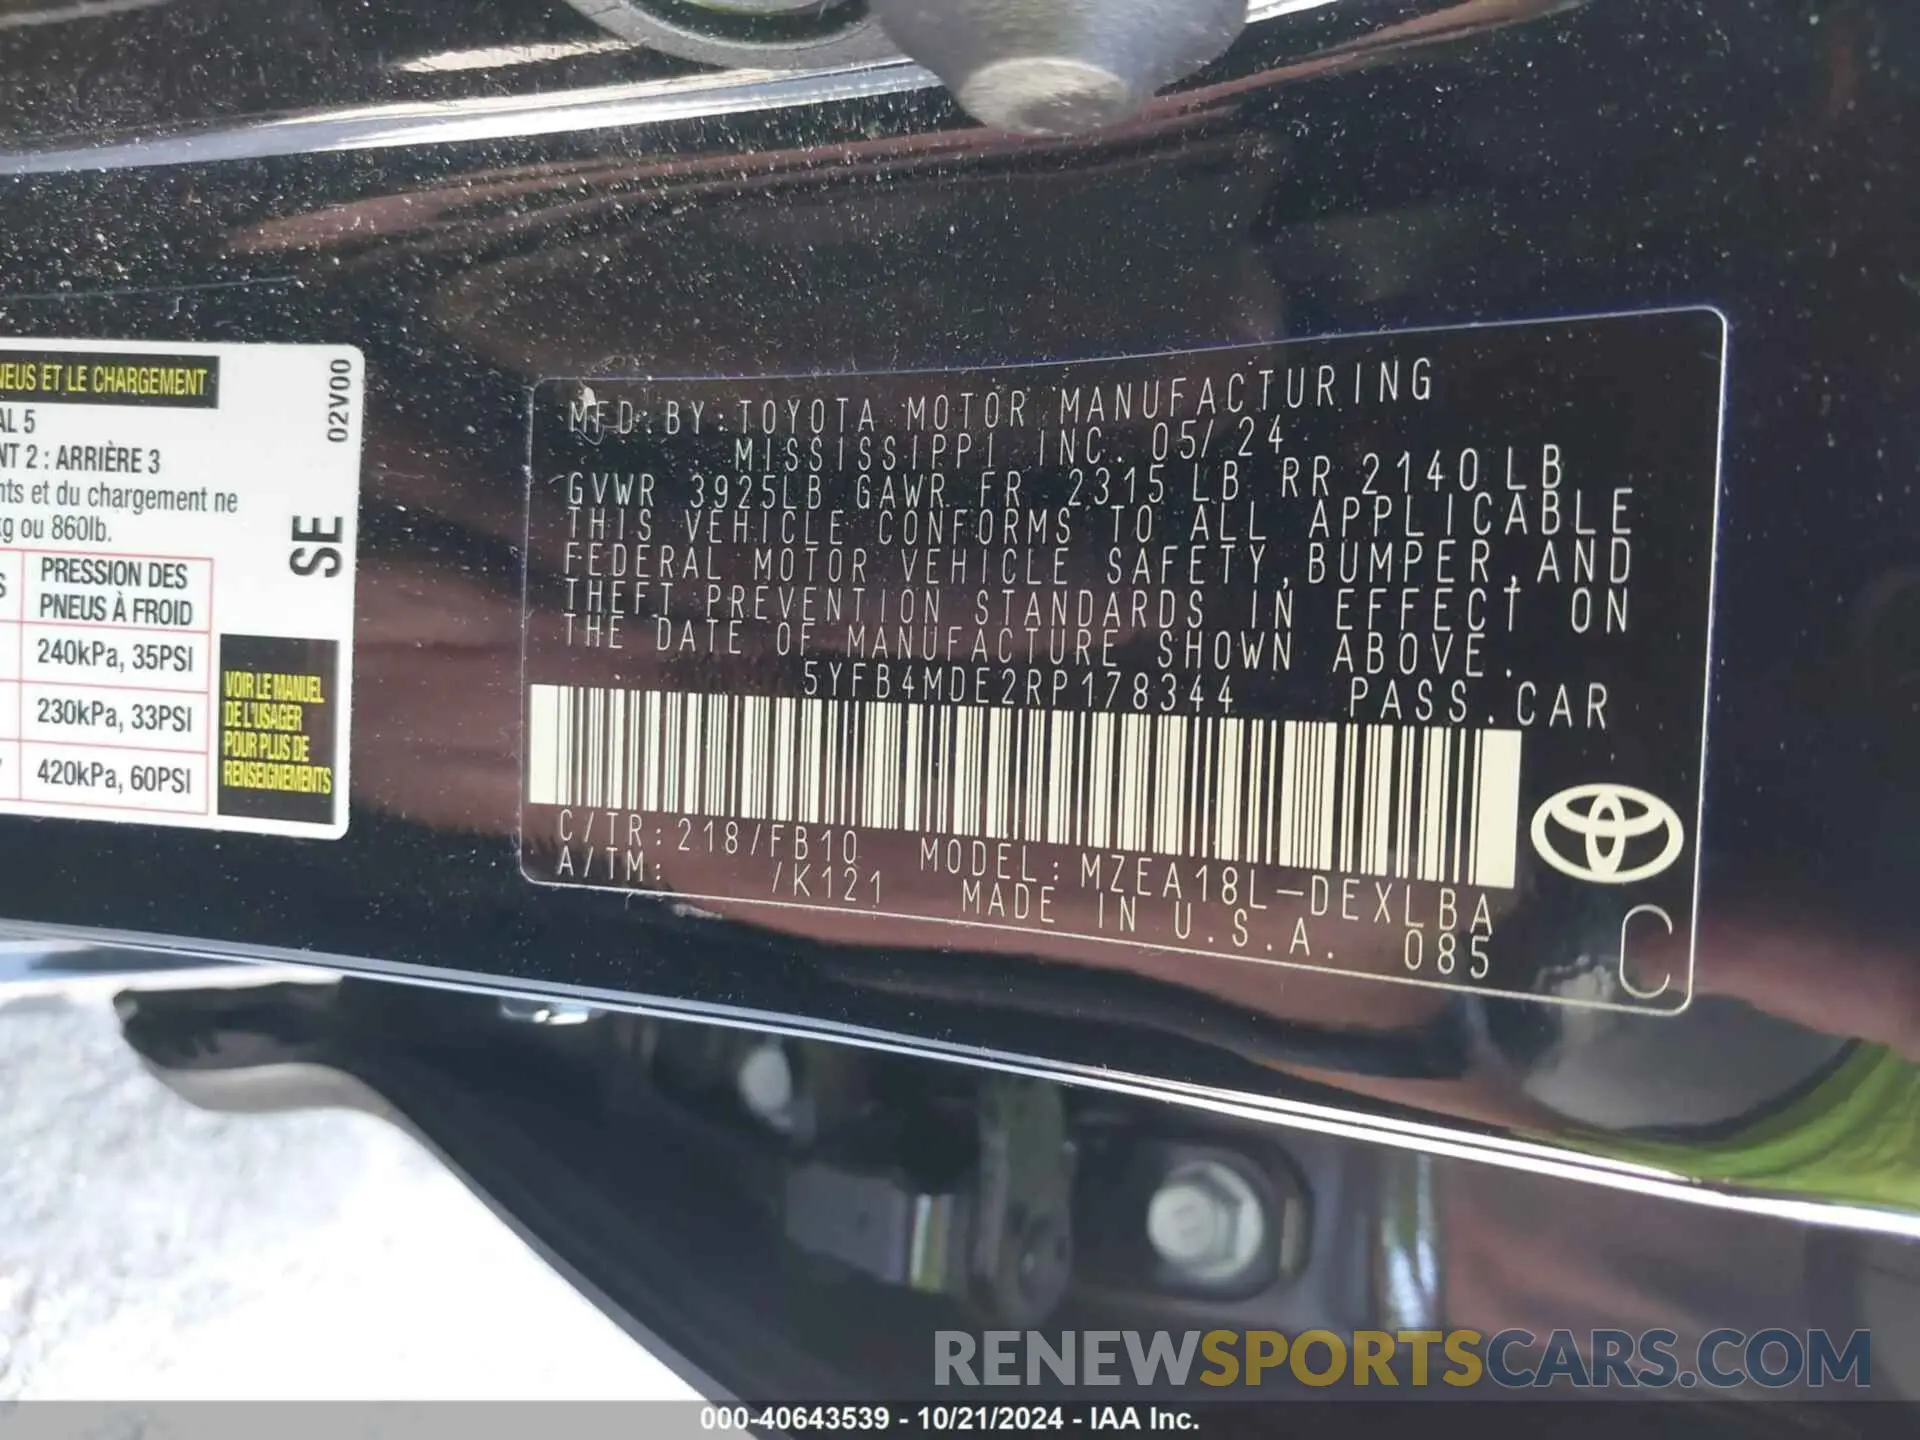 NEUS ET LE CHARGEMENT
AL 5
NT 2 : ARRIÈRE 3
nts et du chargement ne
kg ou 860lb.
PRESSION DES
PNEUS À FROID
240kPa, 35PSI
230kPa, 33PSI
420kPa, 60PSI
02V00
SE
VOIR LE MANUEL
DE L'USAGER
POUR PLUS DE
RENSEIGNEMENTS
MFD. BY: TOYOTA MOTOR MANUFACTURING
MISSISSIPPI INC. 05/24
GVWR 3925LB GAWR FR 2315LB RR 2140LB
THIS VEHICLE CONFORMS TO ALL APPLICABLE
FEDERAL MOTOR VEHICLE SAFETY, BUMPER, AND
THEFT PREVENTION STANDARDS IN EFFECT ON
THE DATE OF MANUFACTURE SHOWN ABOVE.
5YFB4MDE2RP178344 PASS. CAR
C/TR: 218/FB10 MODEL: MZEA18L-DEXLBA
A/TM: /K121 MADE IN U.S.A. 085
C
RENEWSPORTSCARS.COM
000-40643539 - 10/21/2024 - IAA Inc.